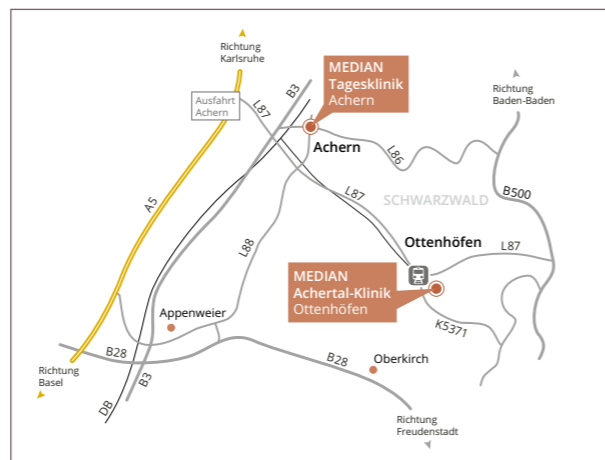 Richtung
Karlsruhe
B3
MEDIAN
Tagesklinik
Achern
Richtung
Baden-Baden
Ausfahrt
Achern
L87
Achern
L86
A5
L87
SCHWARZWALD
B500
L88
Ottenhöfen
L87
MEDIAN
Achertal-Klinik
Ottenhöfen
Appenweier
K5371
B28
B28
Oberkirch
Richtung
Basel
B3
DB
Richtung
Freudenstadt